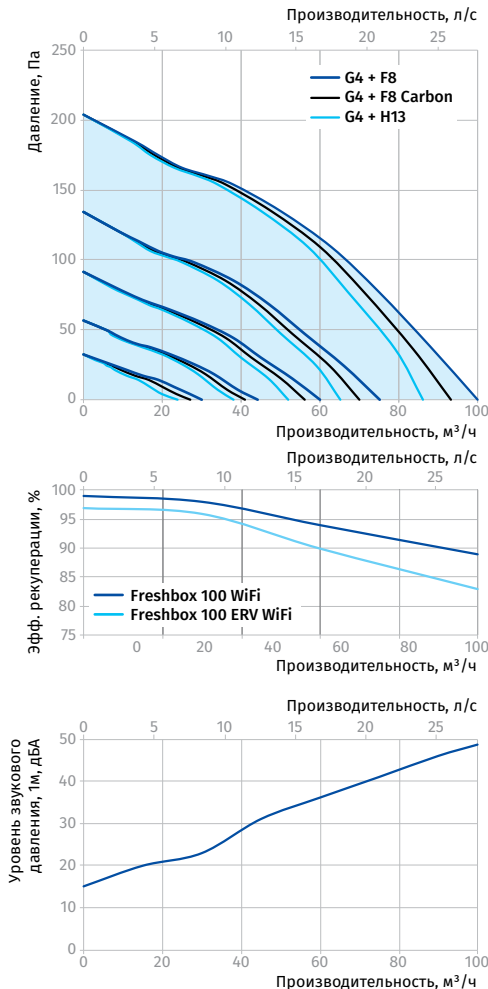 Производительность, л/с
0 5 10 15 20 25
Давление, Па
250
200
150
100
50
0
G4 + F8
G4 + F8 Carbon
G4 + H13
0 20 40 60 80 100
Производительность, м³/ч
Производительность, л/с
0 5 10 15 20 25
Эфф. рекуперации, %
100
95
90
85
80
75
Freshbox 100 WiFi
Freshbox 100 ERV WiFi
0 20 40 60 80 100
Производительность, м³/ч
Производительность, л/с
0 5 10 15 20 25
Уровень звукового
давления, 1м, дБА
50
40
30
20
10
0
0 20 40 60 80 100
Производительность, м³/ч